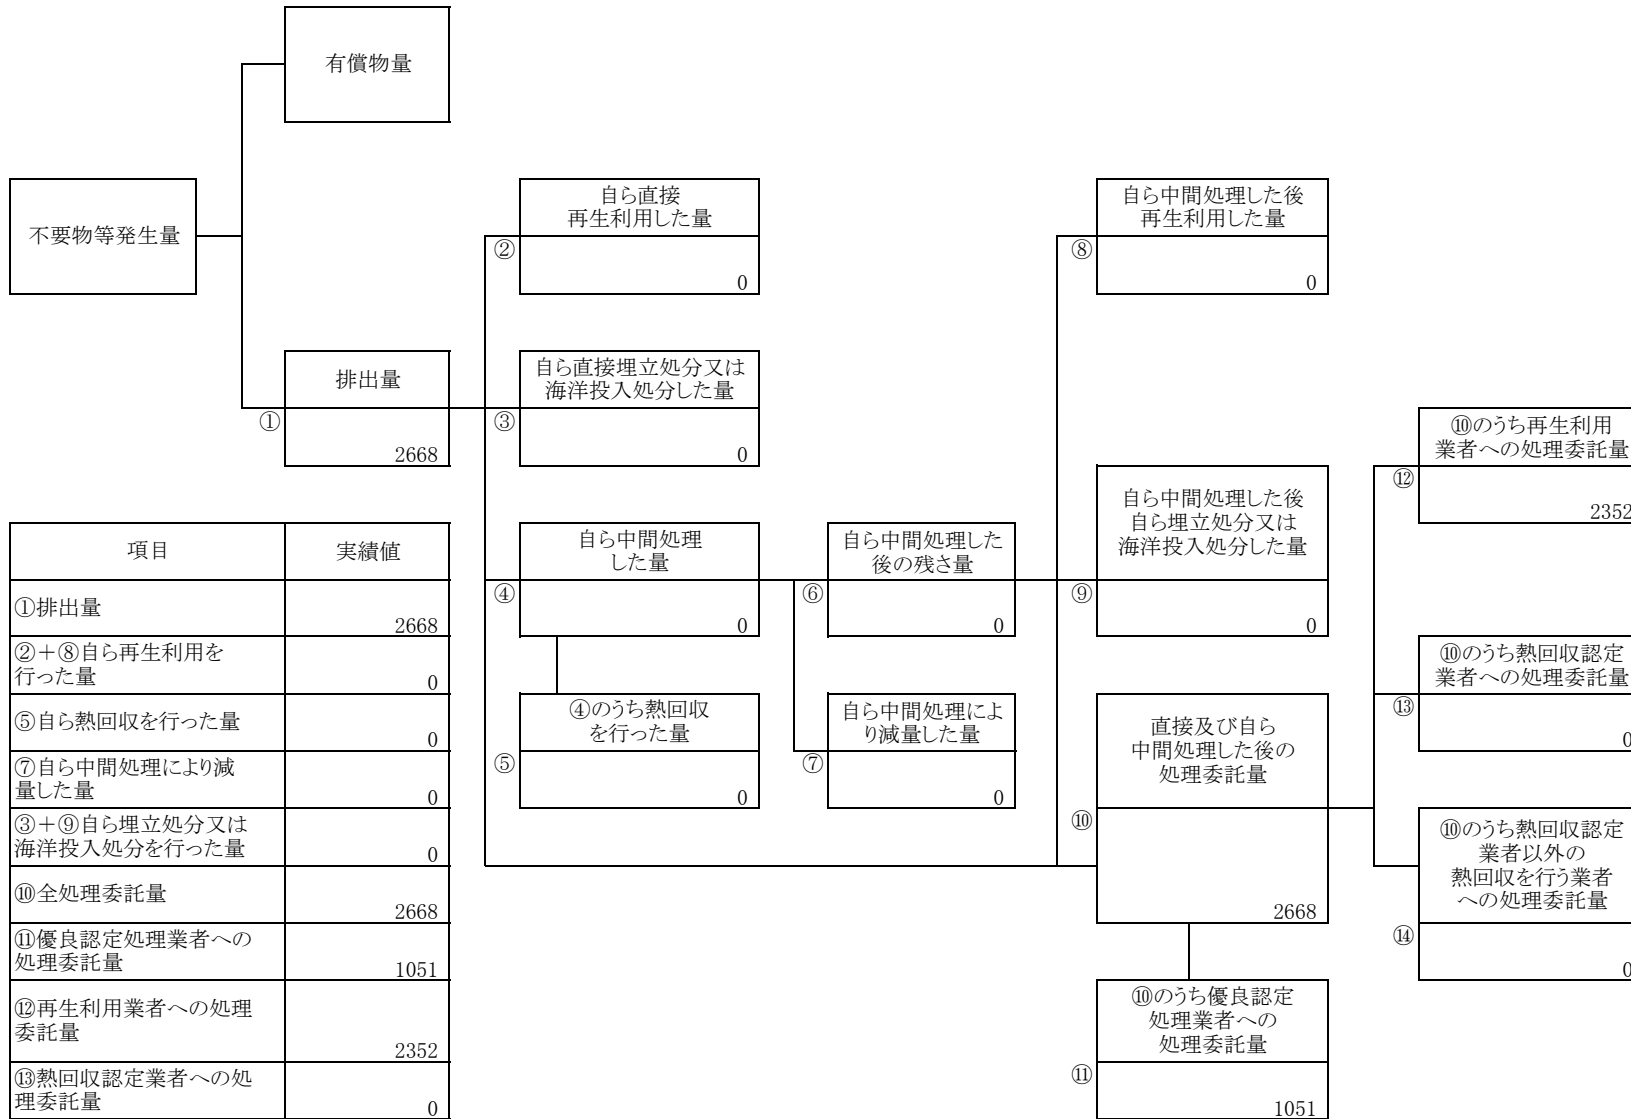 有償物量
不要物等発生量
自ら直接
再生利用した量
②
0
自ら中間処理した後
再生利用した量
⑧
0
排出量
①
2668
自ら直接埋立処分又は
海洋投入処分した量
③
0
⑩のうち再生利用
業者への処理委託量
⑫
2352
自ら中間処理
した量
④
0
自ら中間処理した
後の残さ量
⑥
0
自ら中間処理した後
自ら埋立処分又は
海洋投入処分した量
⑨
0
⑩のうち熱回収認定
業者への処理委託量
⑬
0
④のうち熱回収
を行った量
⑤
0
自ら中間処理によ
り減量した量
⑦
0
直接及び自ら
中間処理した後の
処理委託量
⑩
2668
⑩のうち熱回収認定
業者以外の
熱回収を行う業者
への処理委託量
⑭
0
⑩のうち優良認定
処理業者への
処理委託量
⑪
1051
項目 実績値
①排出量
2668
②+⑧自ら再生利用を
行った量
0
⑤自ら熱回収を行った量
0
⑦自ら中間処理により減
量した量
0
③+⑨自ら埋立処分又は
海洋投入処分を行った量
0
⑩全処理委託量
2668
⑪優良認定処理業者への
処理委託量
1051
⑫再生利用業者への処理
委託量
2352
⑬熱回収認定業者への処
理委託量
0